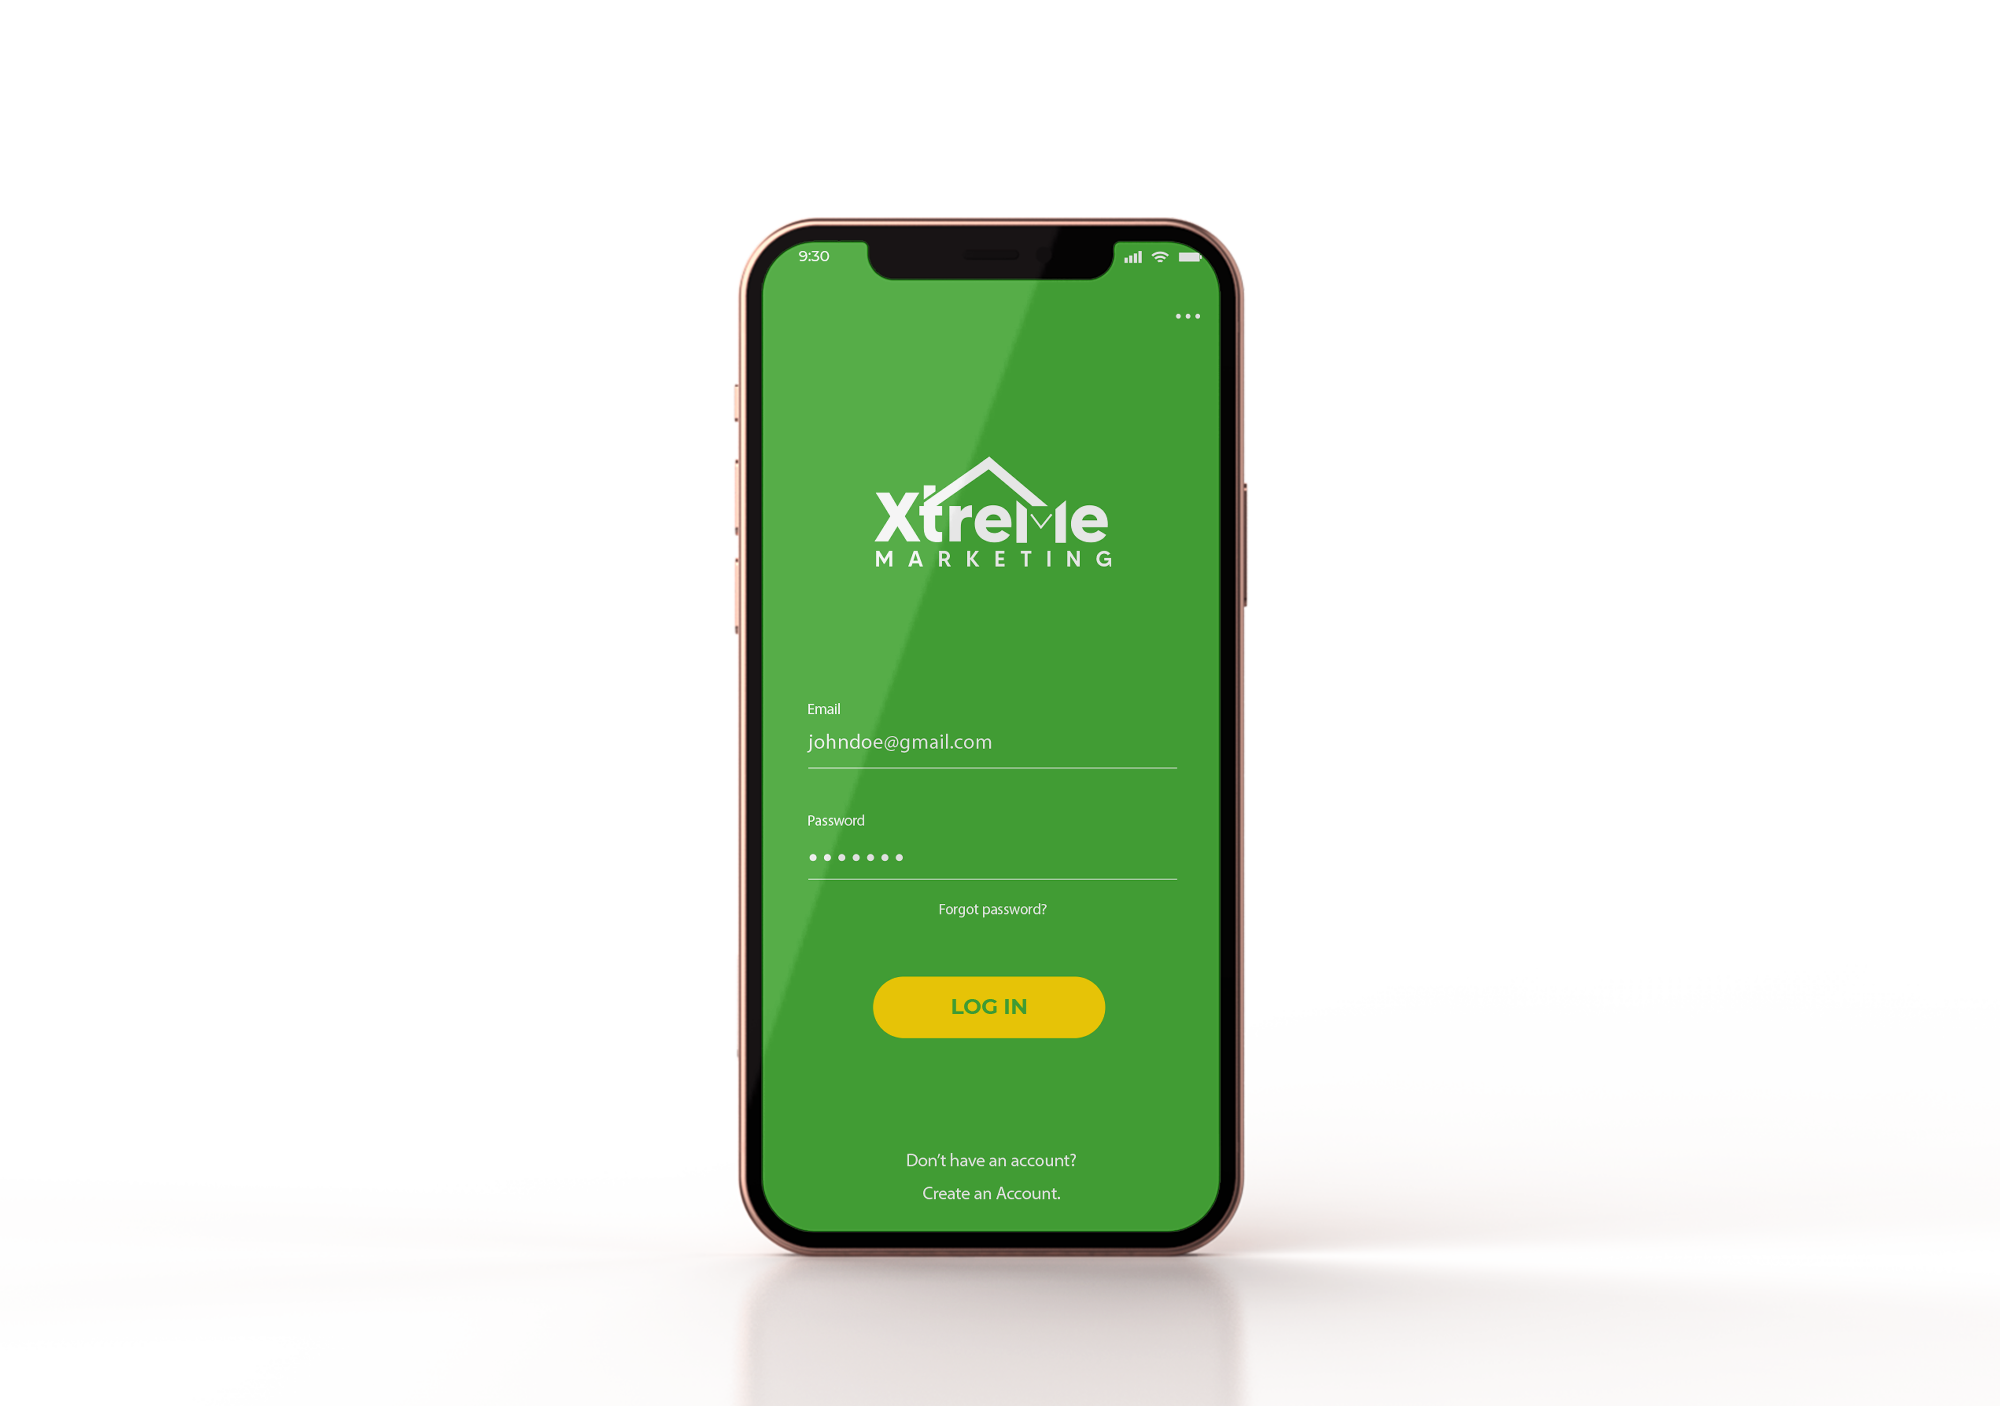 9:30
XtreMe
MARKETING
Email
johndoe@gmail.com
Password
•••••••
Forgot password?
LOG IN
Don't have an account?
Create an Account.